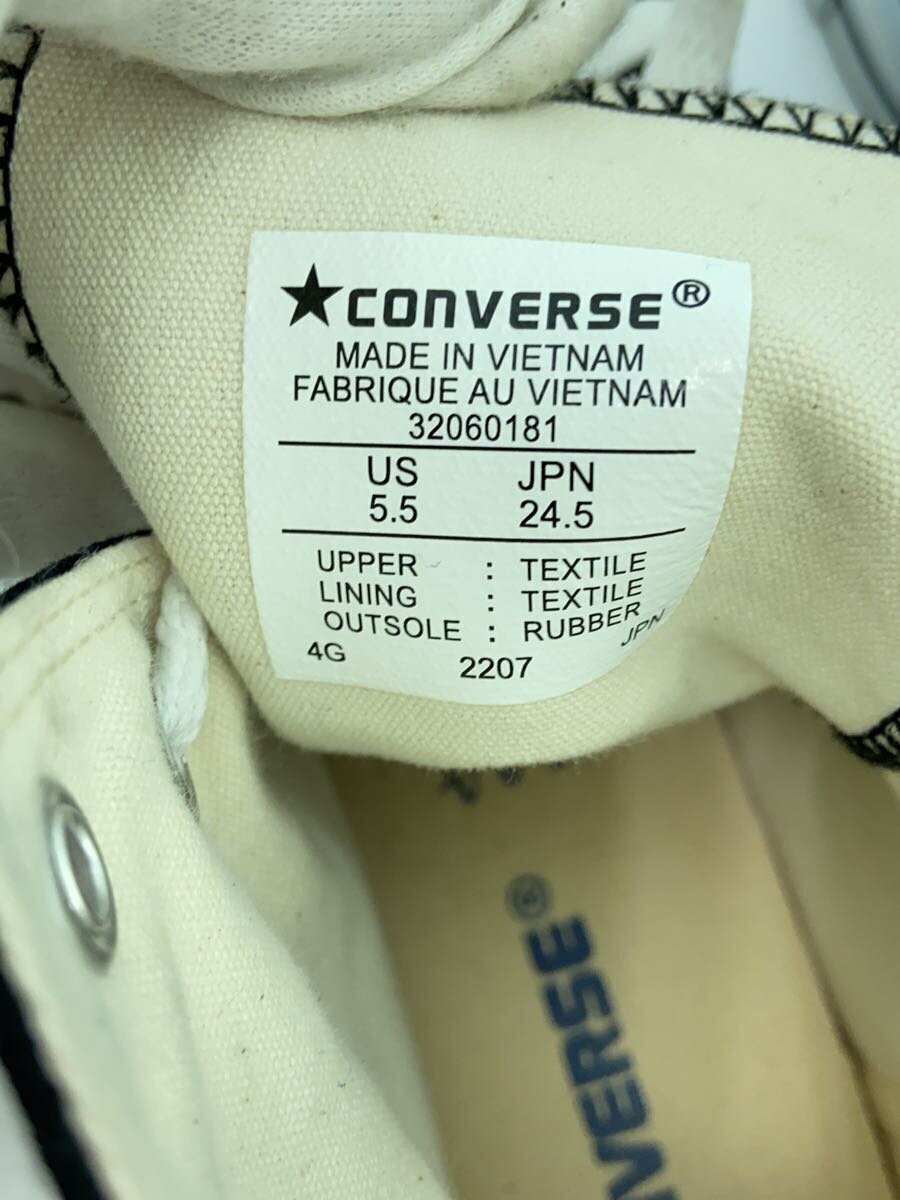 ★CONVERSE®
MADE IN VIETNAM
FABRIQUE AU VIETNAM
32060181
US JPN
5.5 24.5
UPPER : TEXTILE
LINING : TEXTILE
OUTSOLE : RUBBER
JPN
4G 2207
VERSE®